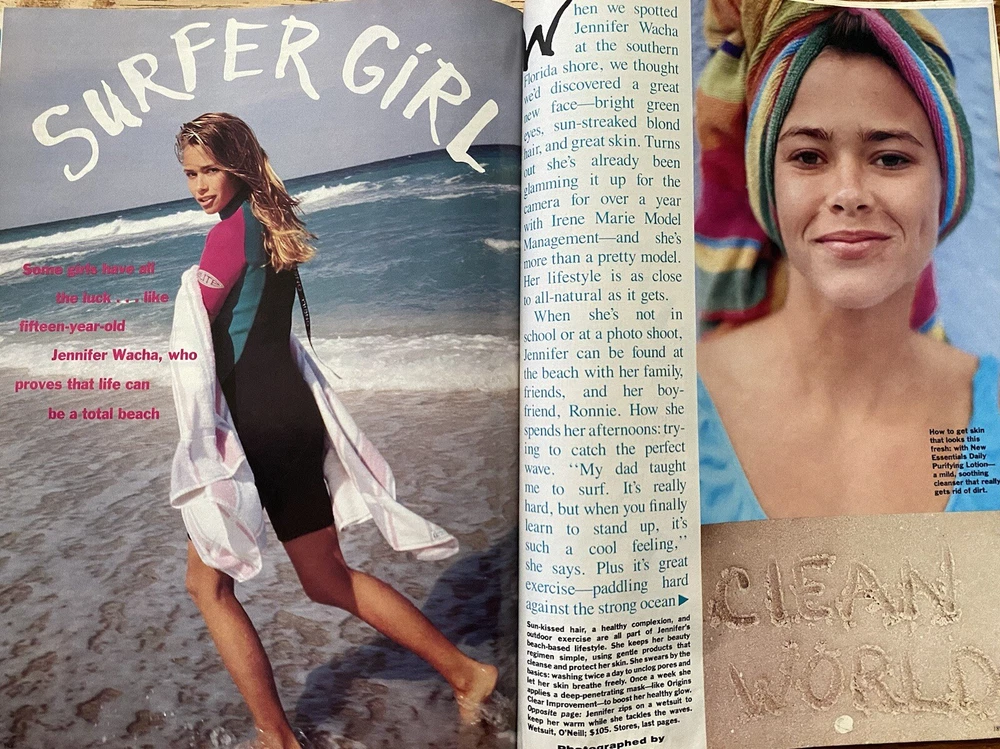 SURFER GiRL
Some girls have all
the luck . . . like
fifteen-year-old
Jennifer Wacha, who
proves that life can
be a total beach
When we spotted
Jennifer Wacha
at the southern
Florida shore, we thought
we'd discovered a great
new face—bright green
eyes, sun-streaked blond
hair, and great skin. Turns
out she's already been
glamming it up for the
camera for over a year
with Irene Marie Model
Management—and she's
more than a pretty model.
Her lifestyle is as close
to all-natural as it gets.
When she's not in
school or at a photo shoot,
Jennifer can be found at
the beach with her family,
friends, and her boy-
friend, Ronnie. How she
spends her afternoons: try-
ing to catch the perfect
wave. “My dad taught
me to surf. It's really
hard, but when you finally
learn to stand up, it's
such a cool feeling,”
she says. Plus it's great
exercise—paddling hard
against the strong ocean▶
Sun-kissed hair, a healthy complexion, and
outdoor exercise are all part of Jennifer's
beach-based lifestyle. She keeps her beauty
regimen simple, using gentle products that
cleanse and protect her skin. She swears by the
basics: washing twice a day to unclog pores and
let her skin breathe freely. Once a week she
applies a deep-penetrating mask—like Origins
Clear Improvement—to boost her healthy glow.
Opposite page: Jennifer zips on a wetsuit to
keep her warm while she tackles the waves.
Wetsuit, O'Neill; $105. Stores, last pages.
Photographed by
How to get skin
that looks this
fresh: with New
Essentials Daily
Purifying Lotion—
a mild, soothing
cleanser that really
gets rid of dirt.
CLEAN
WORLD